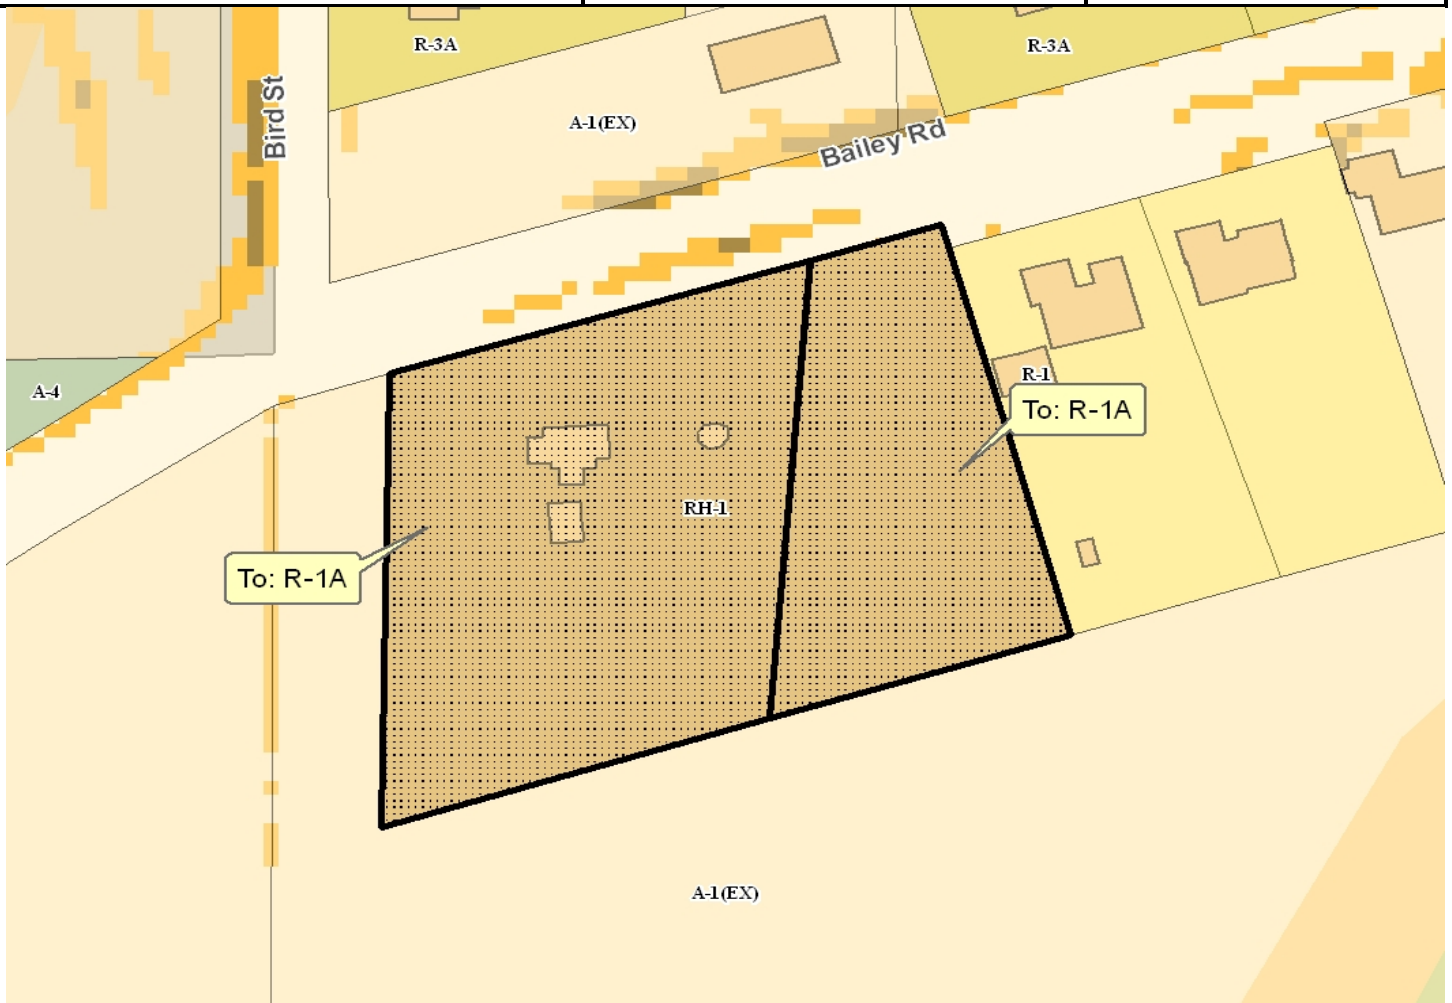 R-3A
R-3A
Bird St
A-1(EX)
Bailey Rd
R-1
A-4
To: R-1A
RH-1
To: R-1A
A-1(EX)